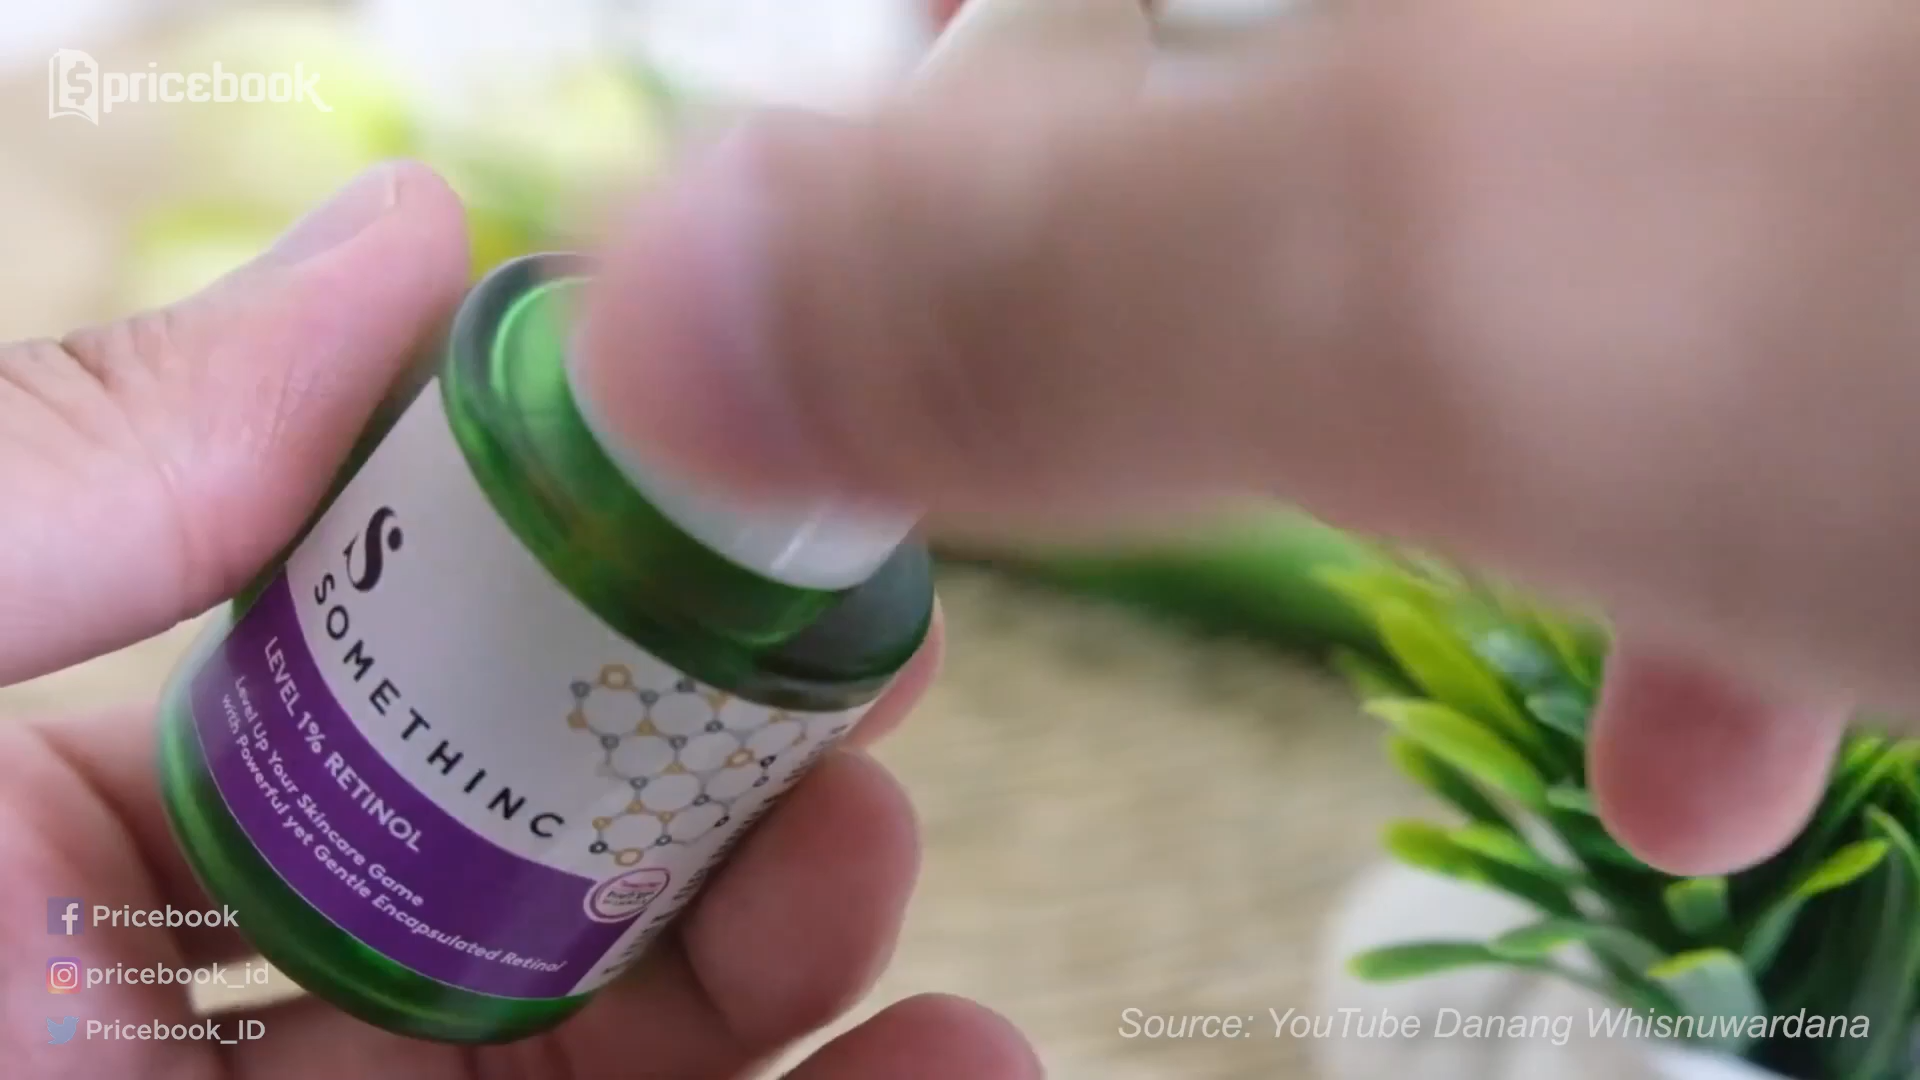 pricebook
S
SOMETHINC
LEVEL 1% RETINOL
Level Up Your Skincare Game
with Powerful yet Gentle Encapsulated Retinol
Pricebook
pricebook_id
Pricebook_ID
Source: YouTube Danang Whisnuwardana